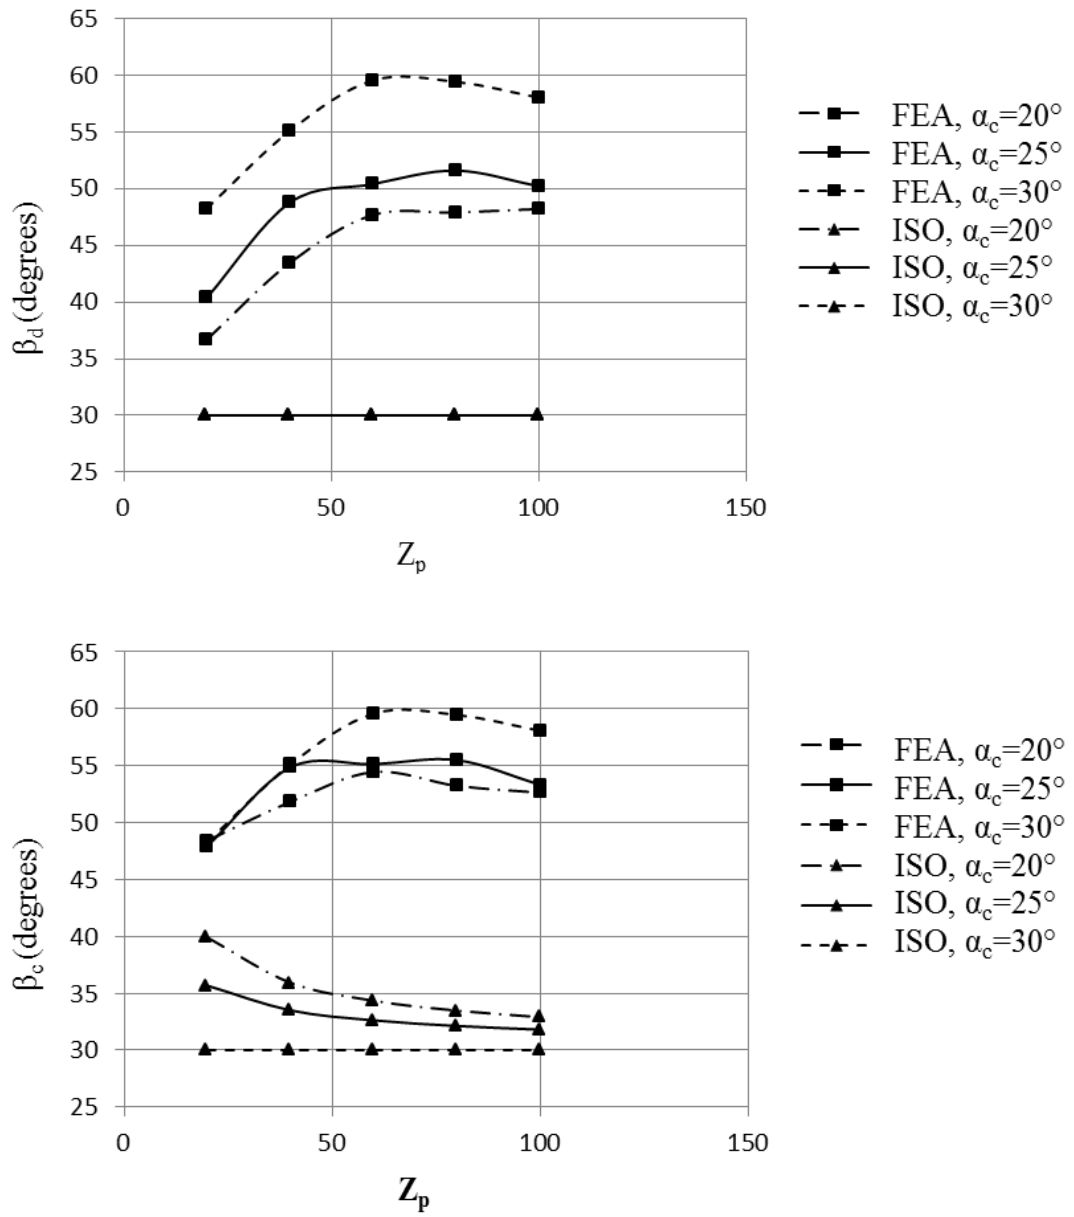 65
60
55
50
45
40
35
30
25
β_d (degrees)
0 50 100 150
Z_p
FEA, α_c=20°
FEA, α_c=25°
FEA, α_c=30°
ISO, α_c=20°
ISO, α_c=25°
ISO, α_c=30°
65
60
55
50
45
40
35
30
25
β_c (degrees)
0 50 100 150
Z_p
FEA, α_c=20°
FEA, α_c=25°
FEA, α_c=30°
ISO, α_c=20°
ISO, α_c=25°
ISO, α_c=30°